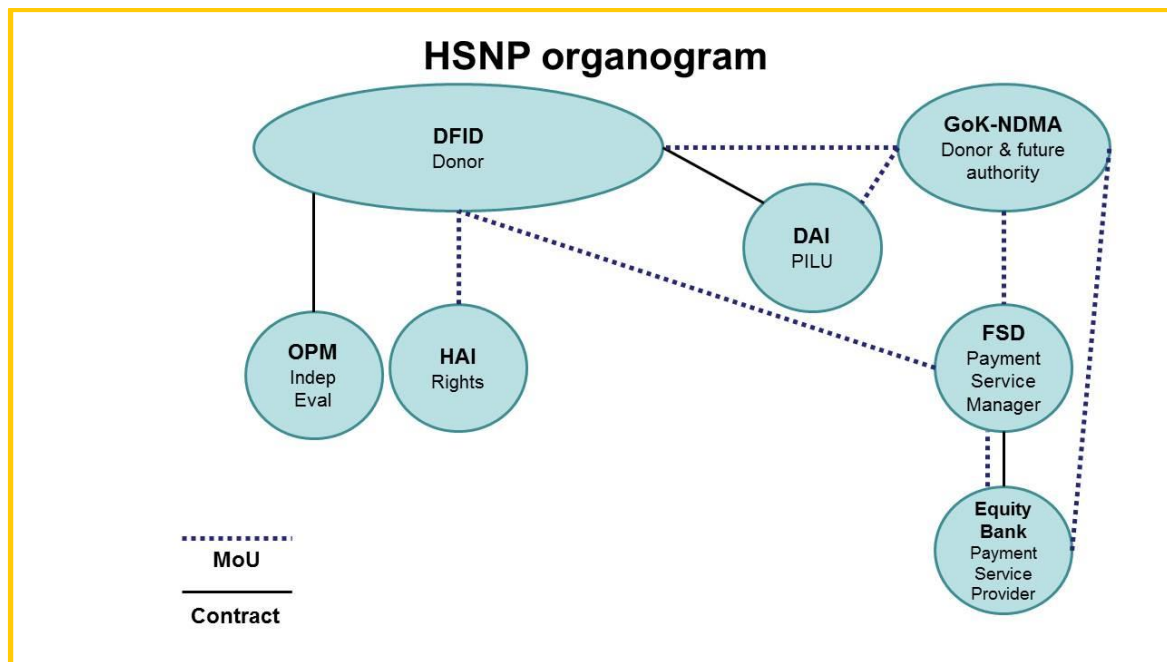 HSNP organogram
DFID
Donor
GoK-NDMA
Donor & future
authority
DAI
PILU
OPM
Indep
Eval
HAI
Rights
FSD
Payment
Service
Manager
Equity
Bank
Payment
Service
Provider
MoU
Contract